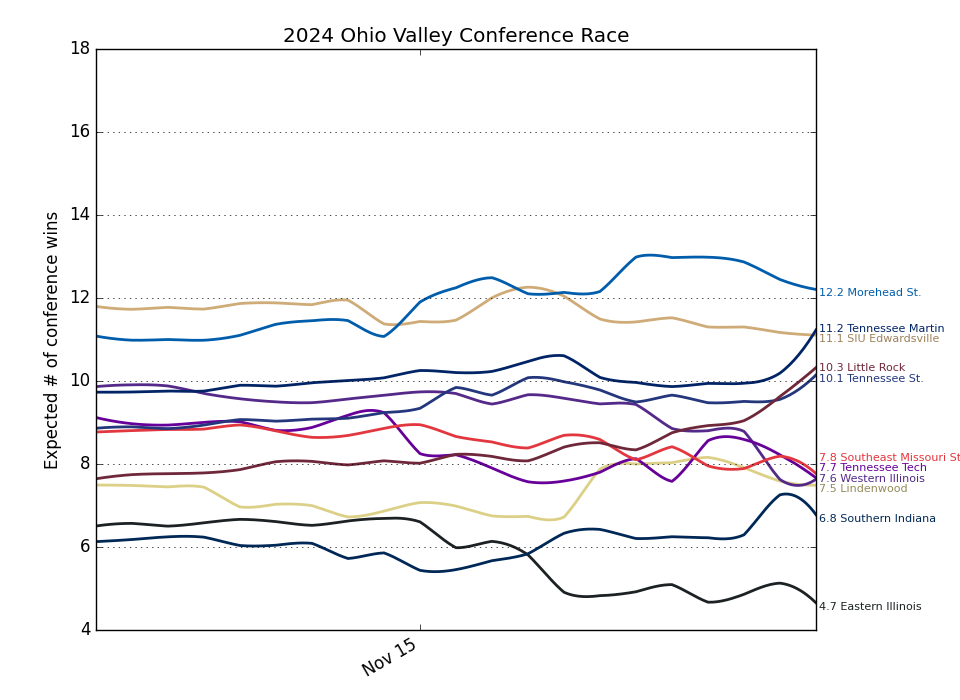 2024 Ohio Valley Conference Race
Expected # of conference wins
18
16
14
12
10
8
6
4
Nov 15
12.2 Morehead St.
11.2 Tennessee Martin
11.1 SIU Edwardsville
10.3 Little Rock
10.1 Tennessee St.
7.8 Southeast Missouri St
7.7 Tennessee Tech
7.6 Western Illinois
7.5 Lindenwood
6.8 Southern Indiana
4.7 Eastern Illinois